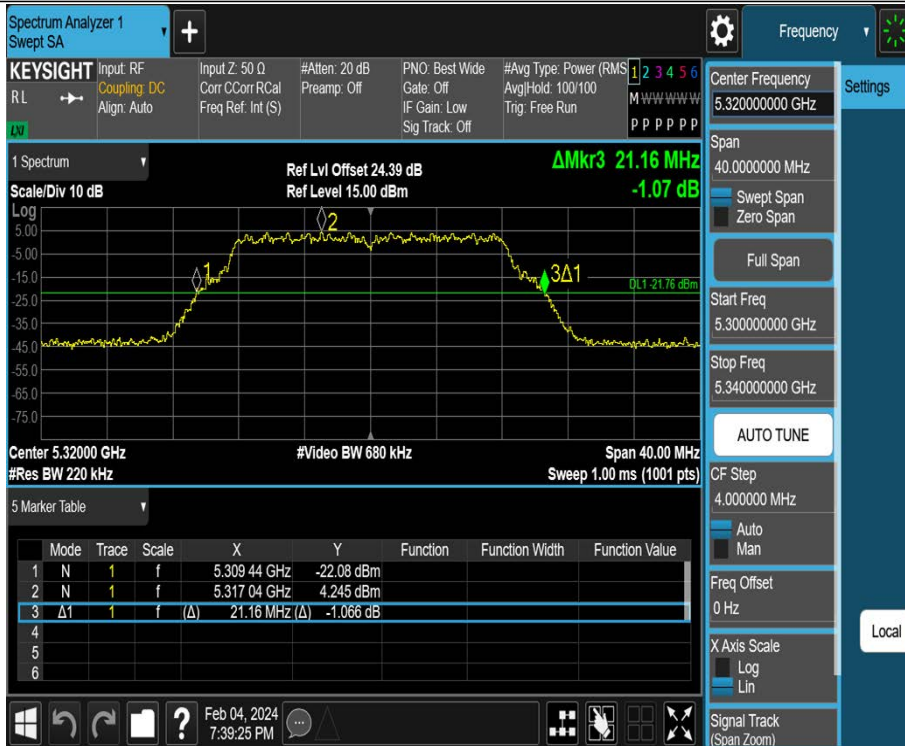 Spectrum Analyzer 1
Swept SA
+
Frequency
KEYSIGHT
RL
LXI
Input: RF
Coupling: DC
Align: Auto
Input Z: 50 Ω
Corr CCorr RCal
Freq Ref: Int (S)
#Atten: 20 dB
Preamp: Off
PNO: Best Wide
Gate: Off
IF Gain: Low
Sig Track: Off
#Avg Type: Power (RMS
Avg|Hold: 100/100
Trig: Free Run
1 2 3 4 5 6
M W W W W W
P P P P P P
1 Spectrum
Scale/Div 10 dB
Ref Lvl Offset 24.39 dB
Ref Level 15.00 dBm
ΔMkr3 21.16 MHz
-1.07 dB
Log
5.00
-5.00
-15.0
-25.0
-35.0
-45.0
-55.0
-65.0
-75.0
1
2
3Δ1
DL1 -21.76 dBm
Center 5.32000 GHz
#Video BW 680 kHz
Span 40.00 MHz
#Res BW 220 kHz
Sweep 1.00 ms (1001 pts)
5 Marker Table
Mode Trace Scale X Y Function Function Width Function Value
1 N 1 f 5.309 44 GHz -22.08 dBm
2 N 1 f 5.317 04 GHz 4.245 dBm
3 Δ1 1 f (Δ) 21.16 MHz (Δ) -1.066 dB
4
5
6
?
Feb 04, 2024
7:39:25 PM
Center Frequency
5.320000000 GHz
Span
40.0000000 MHz
Swept Span
Zero Span
Full Span
Start Freq
5.300000000 GHz
Stop Freq
5.340000000 GHz
AUTO TUNE
CF Step
4.000000 MHz
Auto
Man
Freq Offset
0 Hz
X Axis Scale
Log
Lin
Signal Track
(Span Zoom)
Settings
Local